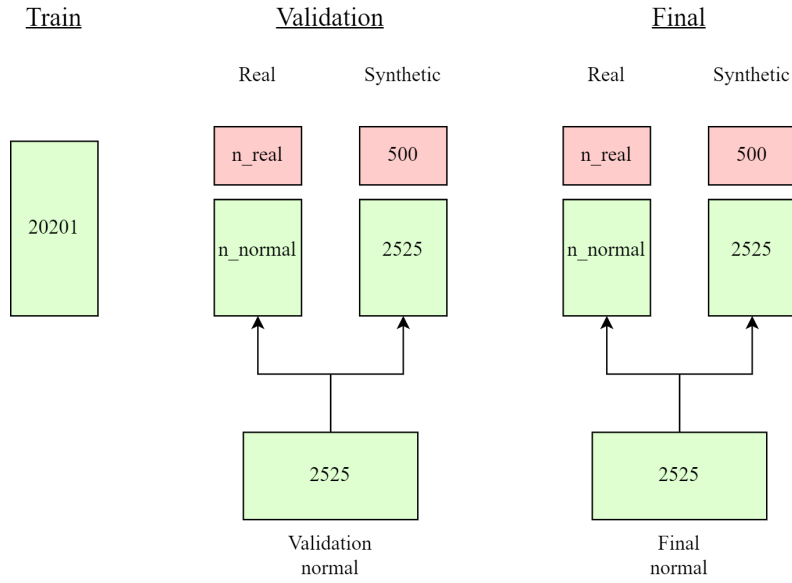 Train
Validation
Final
Real
Synthetic
Real
Synthetic
n_real
500
n_real
500
20201
n_normal
2525
n_normal
2525
2525
2525
Validation
normal
Final
normal